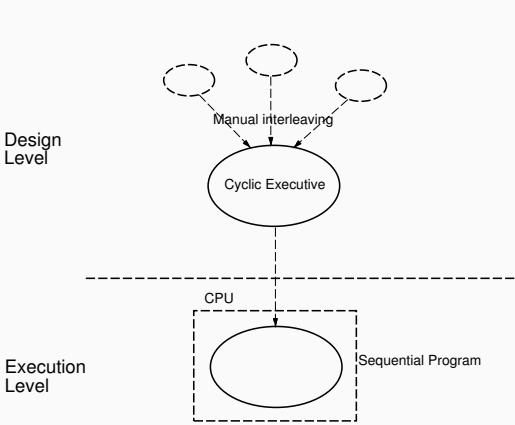 Manual interleaving
Design
Level
Cyclic Executive
CPU
Sequential Program
Execution
Level